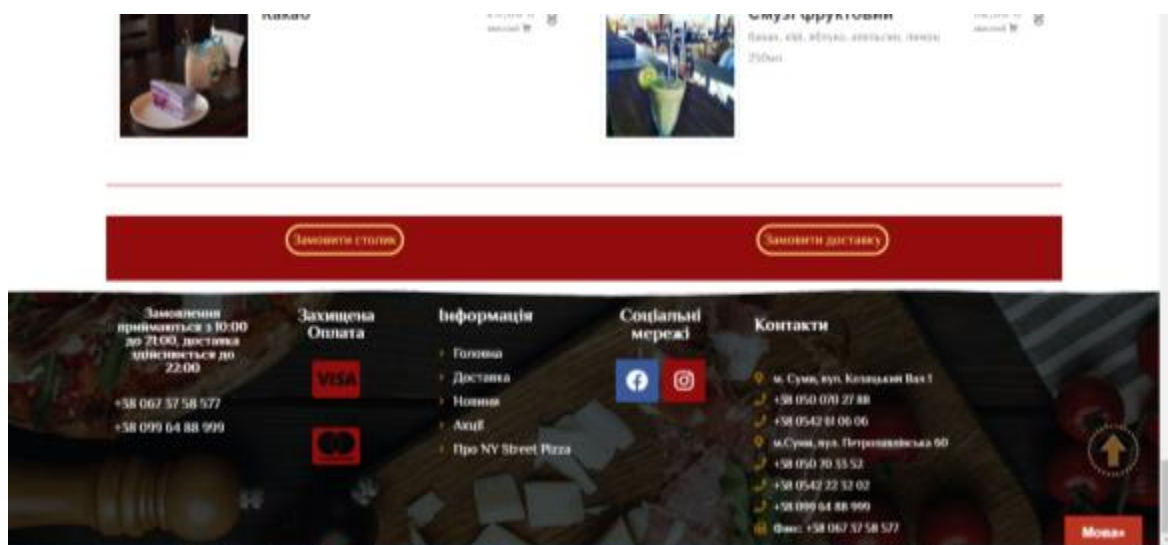 Какао
Смузі фруктовий
банан, ківі, яблуко, апельсин, лимон
250мл
Замовити столик
Замовити доставку
Замовлення
приймаються з 10:00
до 21:00, доставка
здійснюється до
22:00
+38 067 37 58 577
+38 099 64 88 999
Захищена
Оплата
VISA
Інформація
Головна
Доставка
Новини
Акції
Про NY Street Pizza
Соціальні
мережі
Контакти
м. Суми, вул. Козацький Вал 1
+38 050 070 27 88
+38 0542 61 06 06
м.Суми, вул. Петропавлівська 60
+38 050 70 33 52
+38 0542 22 32 02
+38 099 64 88 999
Факс: +38 067 37 58 577
Мова»